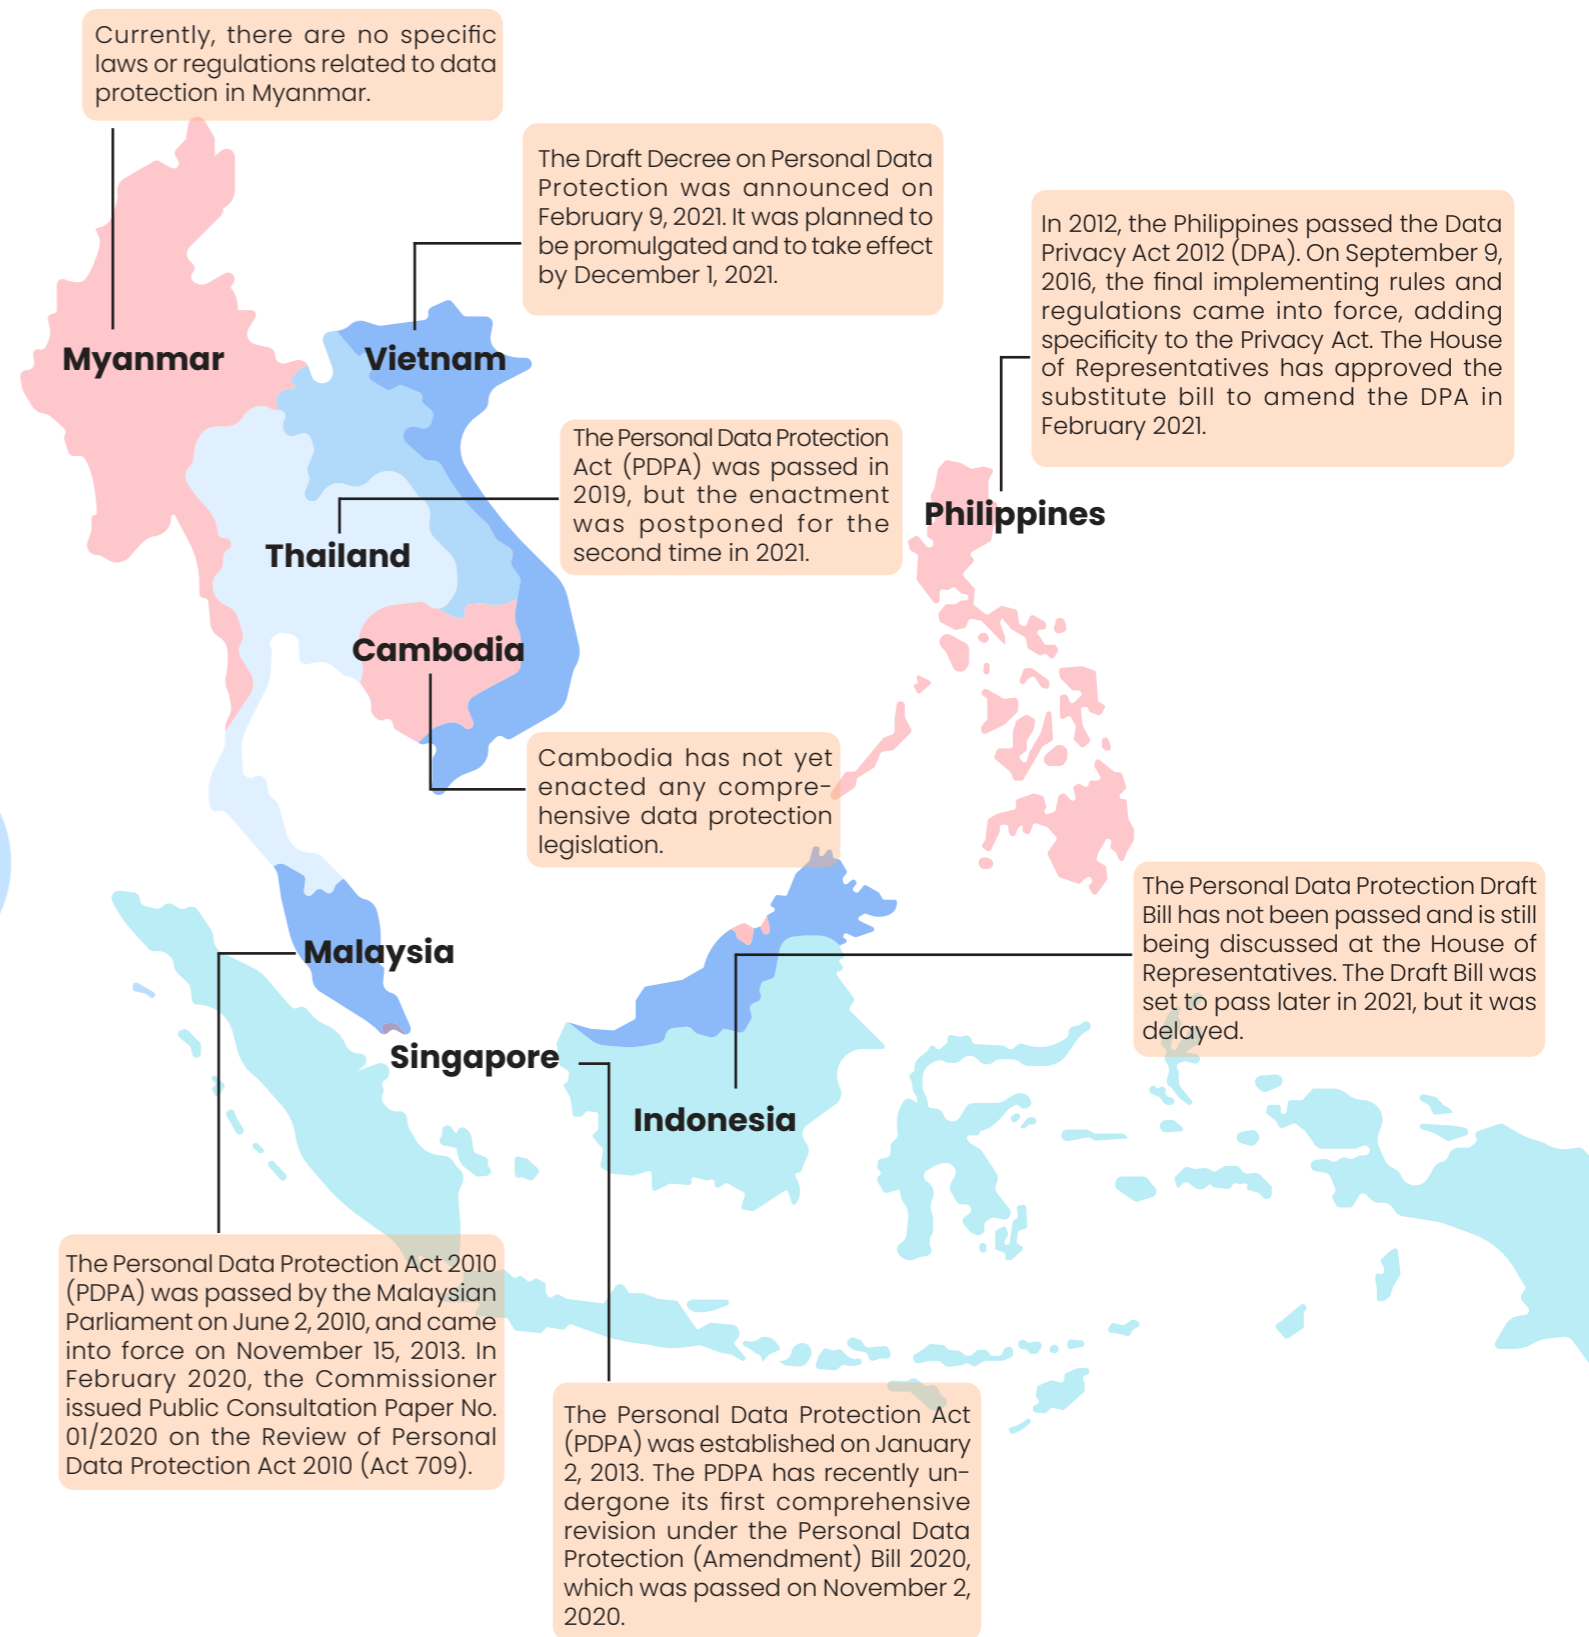 Currently, there are no specific
laws or regulations related to data
protection in Myanmar.
Myanmar
The Draft Decree on Personal Data
Protection was announced on
February 9, 2021. It was planned to
be promulgated and to take effect
by December 1, 2021.
Vietnam
In 2012, the Philippines passed the Data
Privacy Act 2012 (DPA). On September 9,
2016, the final implementing rules and
regulations came into force, adding
specificity to the Privacy Act. The House
of Representatives has approved the
substitute bill to amend the DPA in
February 2021.
Philippines
The Personal Data Protection
Act (PDPA) was passed in
2019, but the enactment
was postponed for the
second time in 2021.
Thailand
Cambodia
Cambodia has not yet
enacted any compre-
hensive data protection
legislation.
The Personal Data Protection Draft
Bill has not been passed and is still
being discussed at the House of
Representatives. The Draft Bill was
set to pass later in 2021, but it was
delayed.
Malaysia
Singapore
Indonesia
The Personal Data Protection Act 2010
(PDPA) was passed by the Malaysian
Parliament on June 2, 2010, and came
into force on November 15, 2013. In
February 2020, the Commissioner
issued Public Consultation Paper No.
01/2020 on the Review of Personal
Data Protection Act 2010 (Act 709).
The Personal Data Protection Act
(PDPA) was established on January
2, 2013. The PDPA has recently un-
dergone its first comprehensive
revision under the Personal Data
Protection (Amendment) Bill 2020,
which was passed on November 2,
2020.